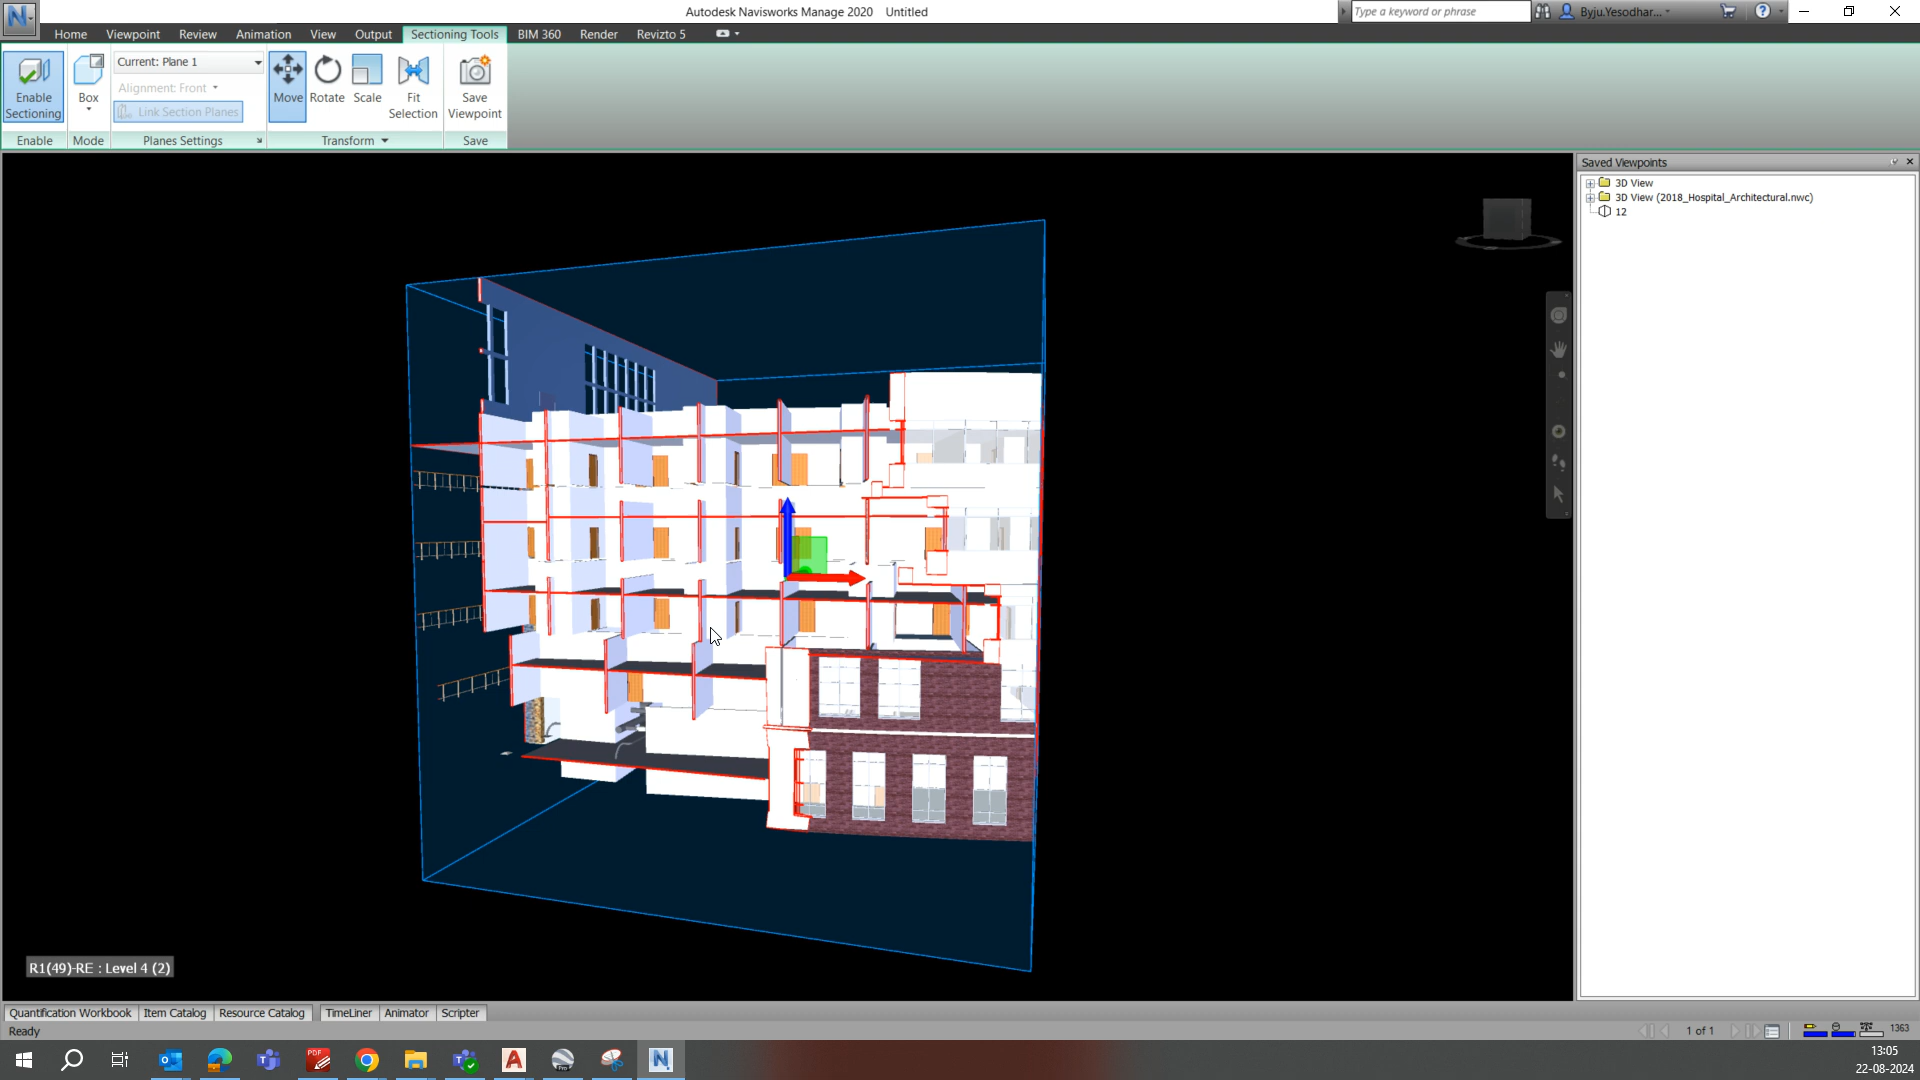 Autodesk Navisworks Manage 2020 Untitled
Type a keyword or phrase
Byju.Yesodhar...
Home Viewpoint Review Animation View Output Sectioning Tools BIM 360 Render Revizto 5
Enable Sectioning
Box
Current: Plane 1
Alignment: Front
Link Section Planes
Move Rotate Scale Fit Selection
Save Viewpoint
Enable Mode Planes Settings Transform Save
Saved Viewpoints
3D View
3D View (2018_Hospital_Architectural.nwc)
12
R1(49)-RE : Level 4 (2)
Quantification Workbook Item Catalog Resource Catalog TimeLiner Animator Scripter
Ready
1 of 1
1363
PDF
13:05
22-08-2024